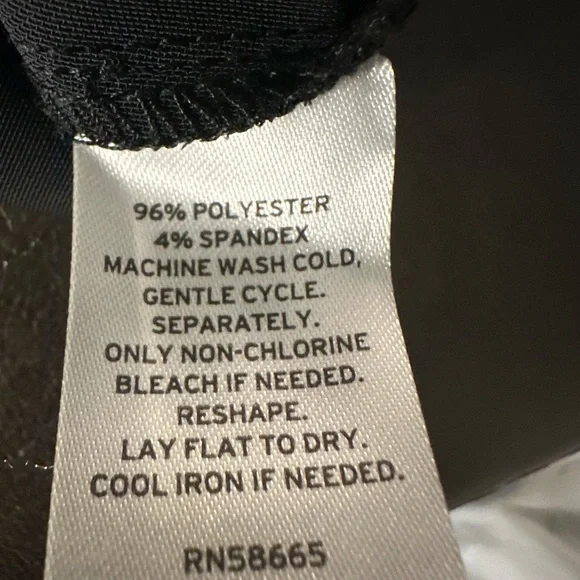 96% POLYESTER
4% SPANDEX
MACHINE WASH COLD,
GENTLE CYCLE.
SEPARATELY.
ONLY NON-CHLORINE
BLEACH IF NEEDED.
RESHAPE.
LAY FLAT TO DRY.
COOL IRON IF NEEDED.
RN58665